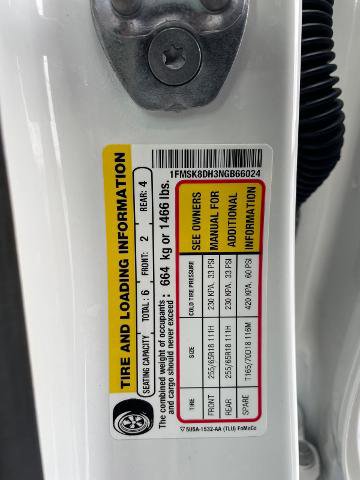 1FMSK8DH3NGB66024
TIRE AND LOADING INFORMATION
SEATING CAPACITY TOTAL: 6 FRONT: 2 REAR: 4
The combined weight of occupants
and cargo should never exceed: 664 kg or 1466 lbs.
TIRE SIZE COLD TIRE PRESSURE
FRONT 255/65R18 111H 230 KPA, 33 PSI
REAR 255/65R18 111H 230 KPA, 33 PSI
SPARE T165/70D18 116M 420 KPA, 60 PSI
SEE OWNERS
MANUAL FOR
ADDITIONAL
INFORMATION
5U5A-1532-AA (TLU) FoMoCo